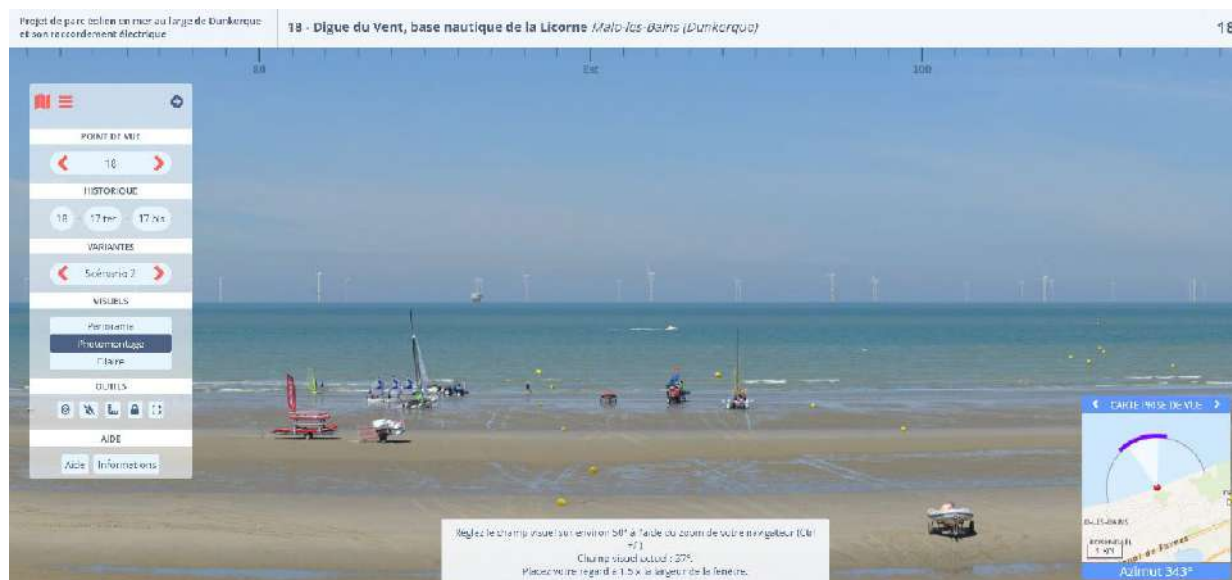 Projet de parc éolien en mer au large de Dunkerque
et son raccordement électrique
18 - Digue du Vent, base nautique de la Licorne Malo-les-Bains (Dunkerque)
18
80
Est
100
POINT DE VUE
18
HISTORIQUE
18
17 ter
17 bis
VARIANTES
Scénario 2
VISUELS
Panorama
Photomontage
Filaire
OUTILS
AIDE
Aide
Informations
CARTE PRISE DE VUE
1 km
Azimut 343°
Réglez le champ visuel sur environ 50° à l'aide du zoom de votre navigateur (Ctrl
+/-)
Champ visuel actuel : 37°.
Placez votre regard à 1.5 x la largeur de la fenêtre.